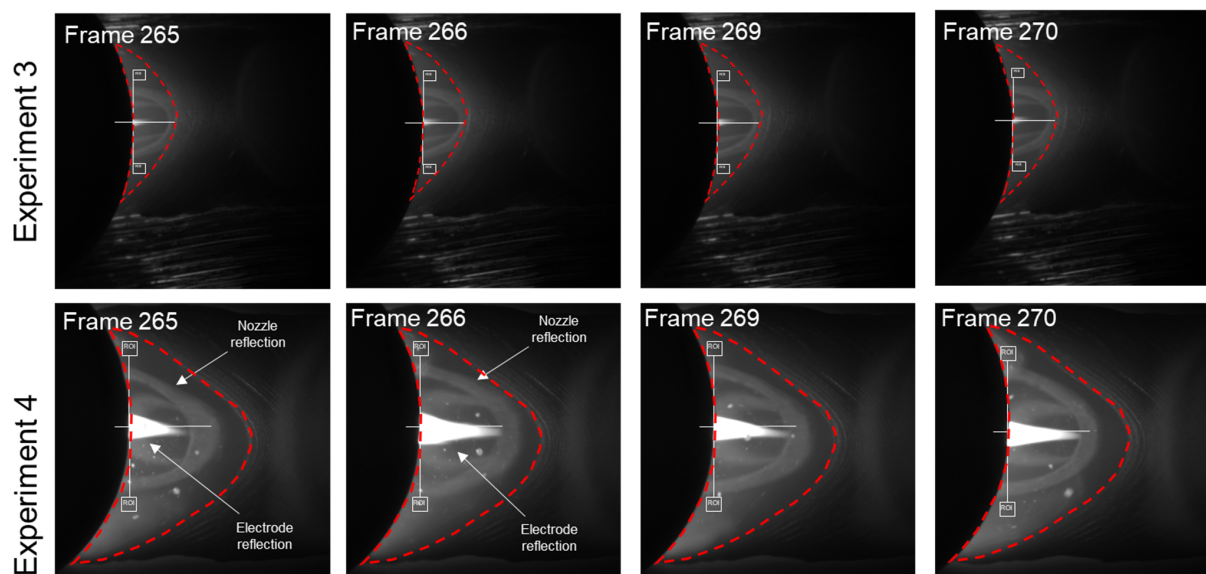 Experiment 3
Frame 265
Frame 266
Frame 269
Frame 270
Experiment 4
Frame 265
Nozzle
reflection
ROI
ROI
Electrode
reflection
Frame 266
Nozzle
reflection
ROI
ROI
Electrode
reflection
Frame 269
ROI
ROI
Frame 270
ROI
ROI